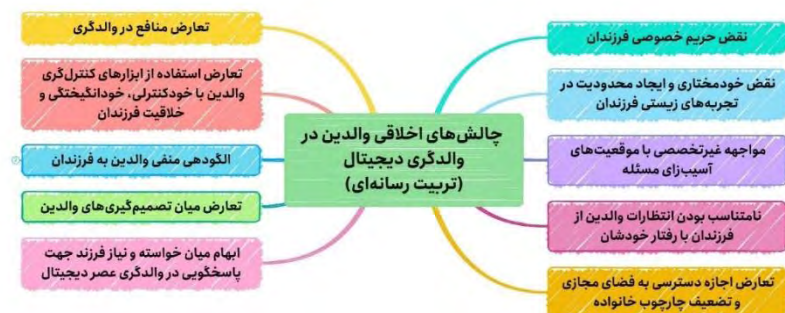 چالش‌های اخلاقی والدین در
والدگری دیجیتال
(تربیت رسانه‌ای)
نقض حریم خصوصی فرزندان
نقض خودمختاری و ایجاد محدودیت در
تجربه‌های زیستی فرزندان
مواجهه غیرتخصصی با موقعیت‌های
آسیب‌زای مسئله
نامتناسب بودن انتظارات والدین از
فرزندان با رفتار خودشان
تعارض اجازه دسترسی به فضای مجازی
و تضعیف چارچوب خانواده
تعارض منافع در والدگری
تعارض استفاده از ابزارهای کنترل‌گری
والدین با خودکنترلی، خودانگیختگی و
خلاقیت فرزندان
الگودهی منفی والدین به فرزندان
تعارض میان تصمیم‌گیری‌های والدین
ابهام میان خواسته و نیاز فرزند جهت
پاسخگویی در والدگری عصر دیجیتال